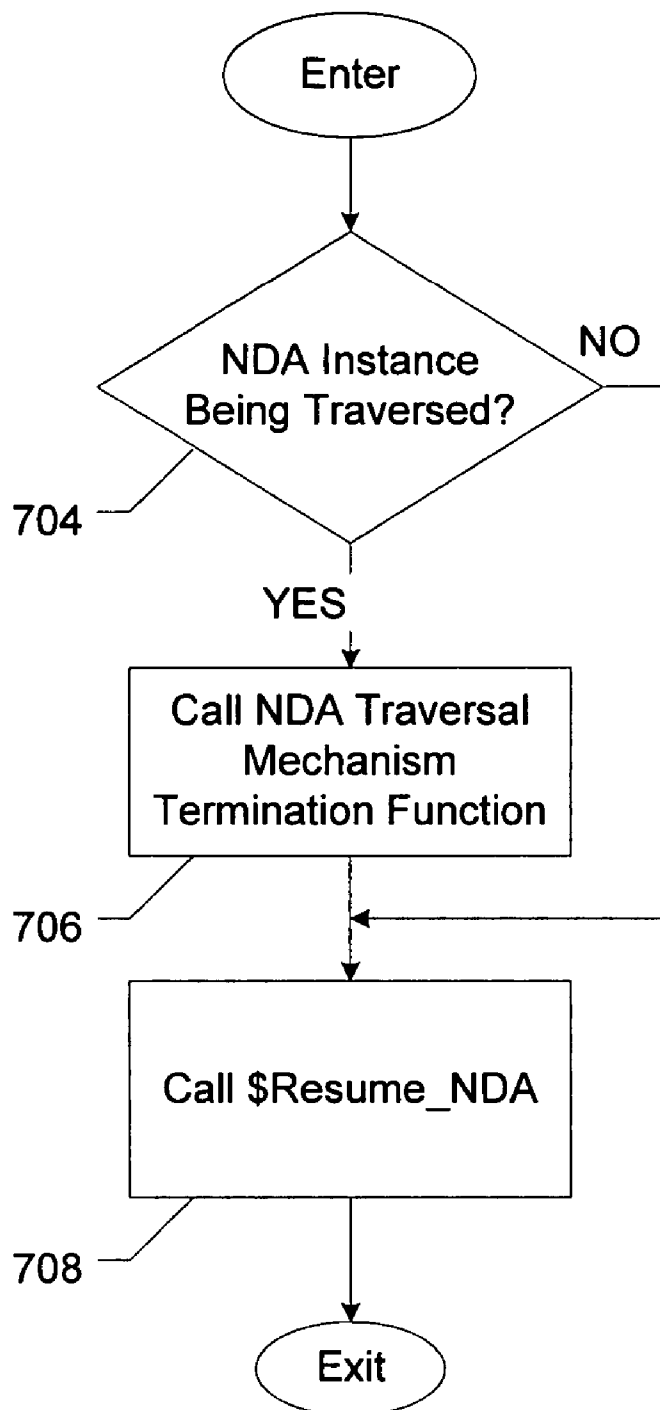 Enter
NDA Instance
Being Traversed?
NO
704
YES
Call NDA Traversal
Mechanism
Termination Function
706
Call $Resume_NDA
708
Exit